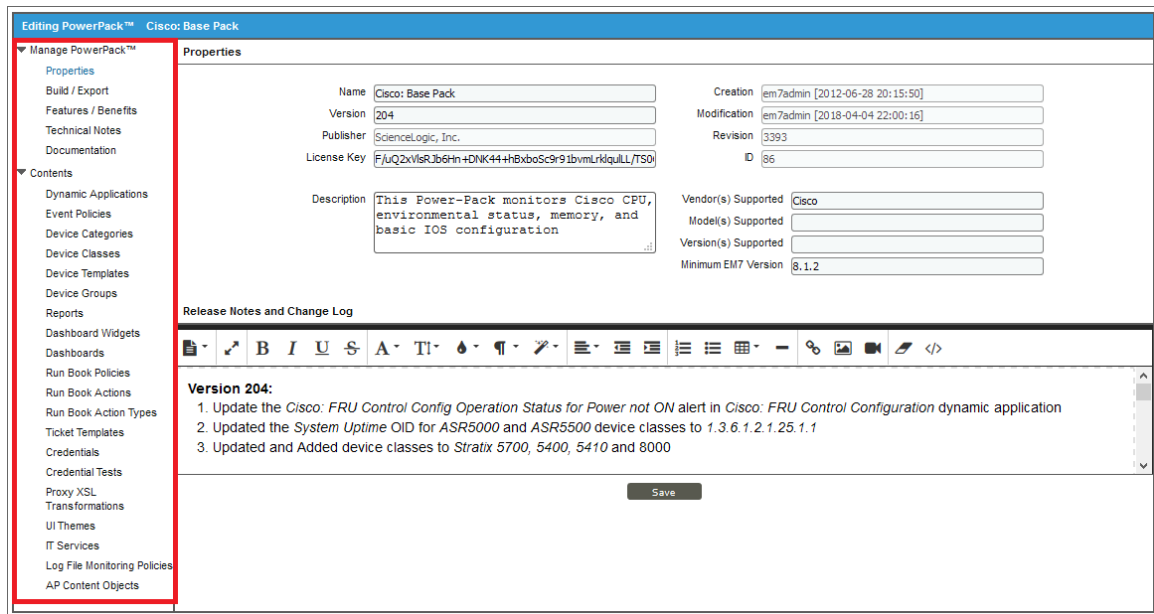 Editing PowerPack™ Cisco: Base Pack
Manage PowerPack™
Properties
Build / Export
Features / Benefits
Technical Notes
Documentation
Contents
Dynamic Applications
Event Policies
Device Categories
Device Classes
Device Templates
Device Groups
Reports
Dashboard Widgets
Dashboards
Run Book Policies
Run Book Actions
Run Book Action Types
Ticket Templates
Credentials
Credential Tests
Proxy XSL
Transformations
UI Themes
IT Services
Log File Monitoring Policies
AP Content Objects
Properties
Name Cisco: Base Pack
Version 204
Publisher ScienceLogic, Inc.
License Key
Description This Power-Pack monitors Cisco CPU,
environmental status, memory, and
basic IOS configuration
Creation em7admin [2012-06-28 20:15:50]
Modification em7admin [2018-04-04 22:00:16]
Revision 3393
ID 86
Vendor(s) Supported Cisco
Model(s) Supported
Version(s) Supported
Minimum EM7 Version 8.1.2
Release Notes and Change Log
B I U S A T
Version 204:
1. Update the Cisco: FRU Control Config Operation Status for Power not ON alert in Cisco: FRU Control Configuration dynamic application
2. Updated the System Uptime OID for ASR5000 and ASR5500 device classes to 1.3.6.1.2.1.25.1.1
3. Updated and Added device classes to Stratix 5700, 5400, 5410 and 8000
Save